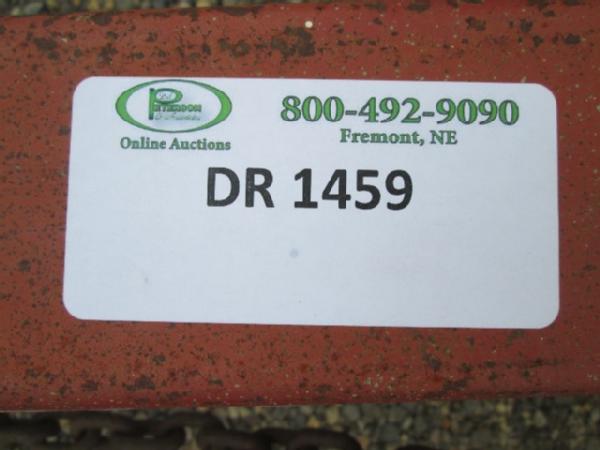 PETERSON
Online Auctions
800-492-9090
Fremont, NE
DR 1459